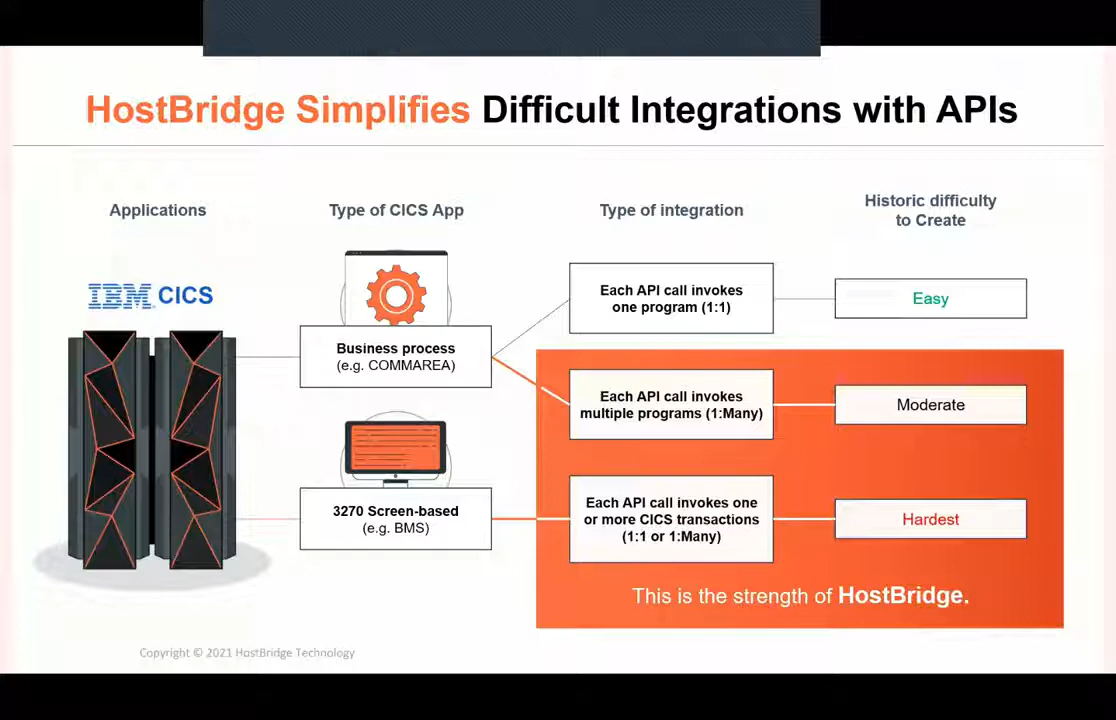 HostBridge Simplifies Difficult Integrations with APIs
Applications
Type of CICS App
Type of integration
Historic difficulty
to Create
IBM CICS
Business process
(e.g. COMMAREA)
3270 Screen-based
(e.g. BMS)
Each API call invokes
one program (1:1)
Easy
Each API call invokes
multiple programs (1:Many)
Moderate
Each API call invokes one
or more CICS transactions
(1:1 or 1:Many)
Hardest
This is the strength of HostBridge.
Copyright © 2021 HostBridge Technology